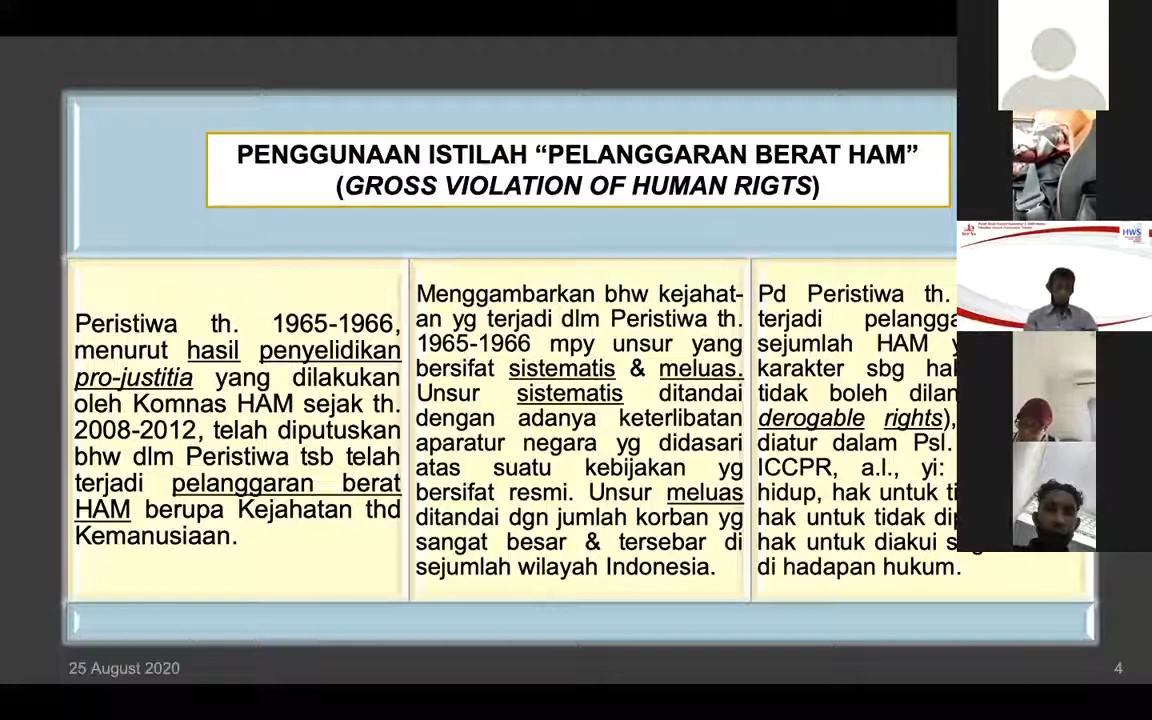 PENGGUNAAN ISTILAH “PELANGGARAN BERAT HAM”
(GROSS VIOLATION OF HUMAN RIGTS)
Peristiwa th. 1965-1966,
menurut hasil penyelidikan
pro-justitia yang dilakukan
oleh Komnas HAM sejak th.
2008-2012, telah diputuskan
bhw dlm Peristiwa tsb telah
terjadi pelanggaran berat
HAM berupa Kejahatan thd
Kemanusiaan.
Menggambarkan bhw kejahat-
an yg terjadi dlm Peristiwa th.
1965-1966 mpy unsur yang
bersifat sistematis & meluas.
Unsur sistematis ditandai
dengan adanya keterlibatan
aparatur negara yg didasari
atas suatu kebijakan yg
bersifat resmi. Unsur meluas
ditandai dgn jumlah korban yg
sangat besar & tersebar di
sejumlah wilayah Indonesia.
Pd Peristiwa th.
terjadi
sejumlah HAM
karakter sbg
tidak boleh
derogable rights),
diatur dalam Psl.
ICCPR, a.l., yi:
hidup, hak untuk
hak untuk tidak
hak untuk diakui
di hadapan hukum.
HWS
25 August 2020
4